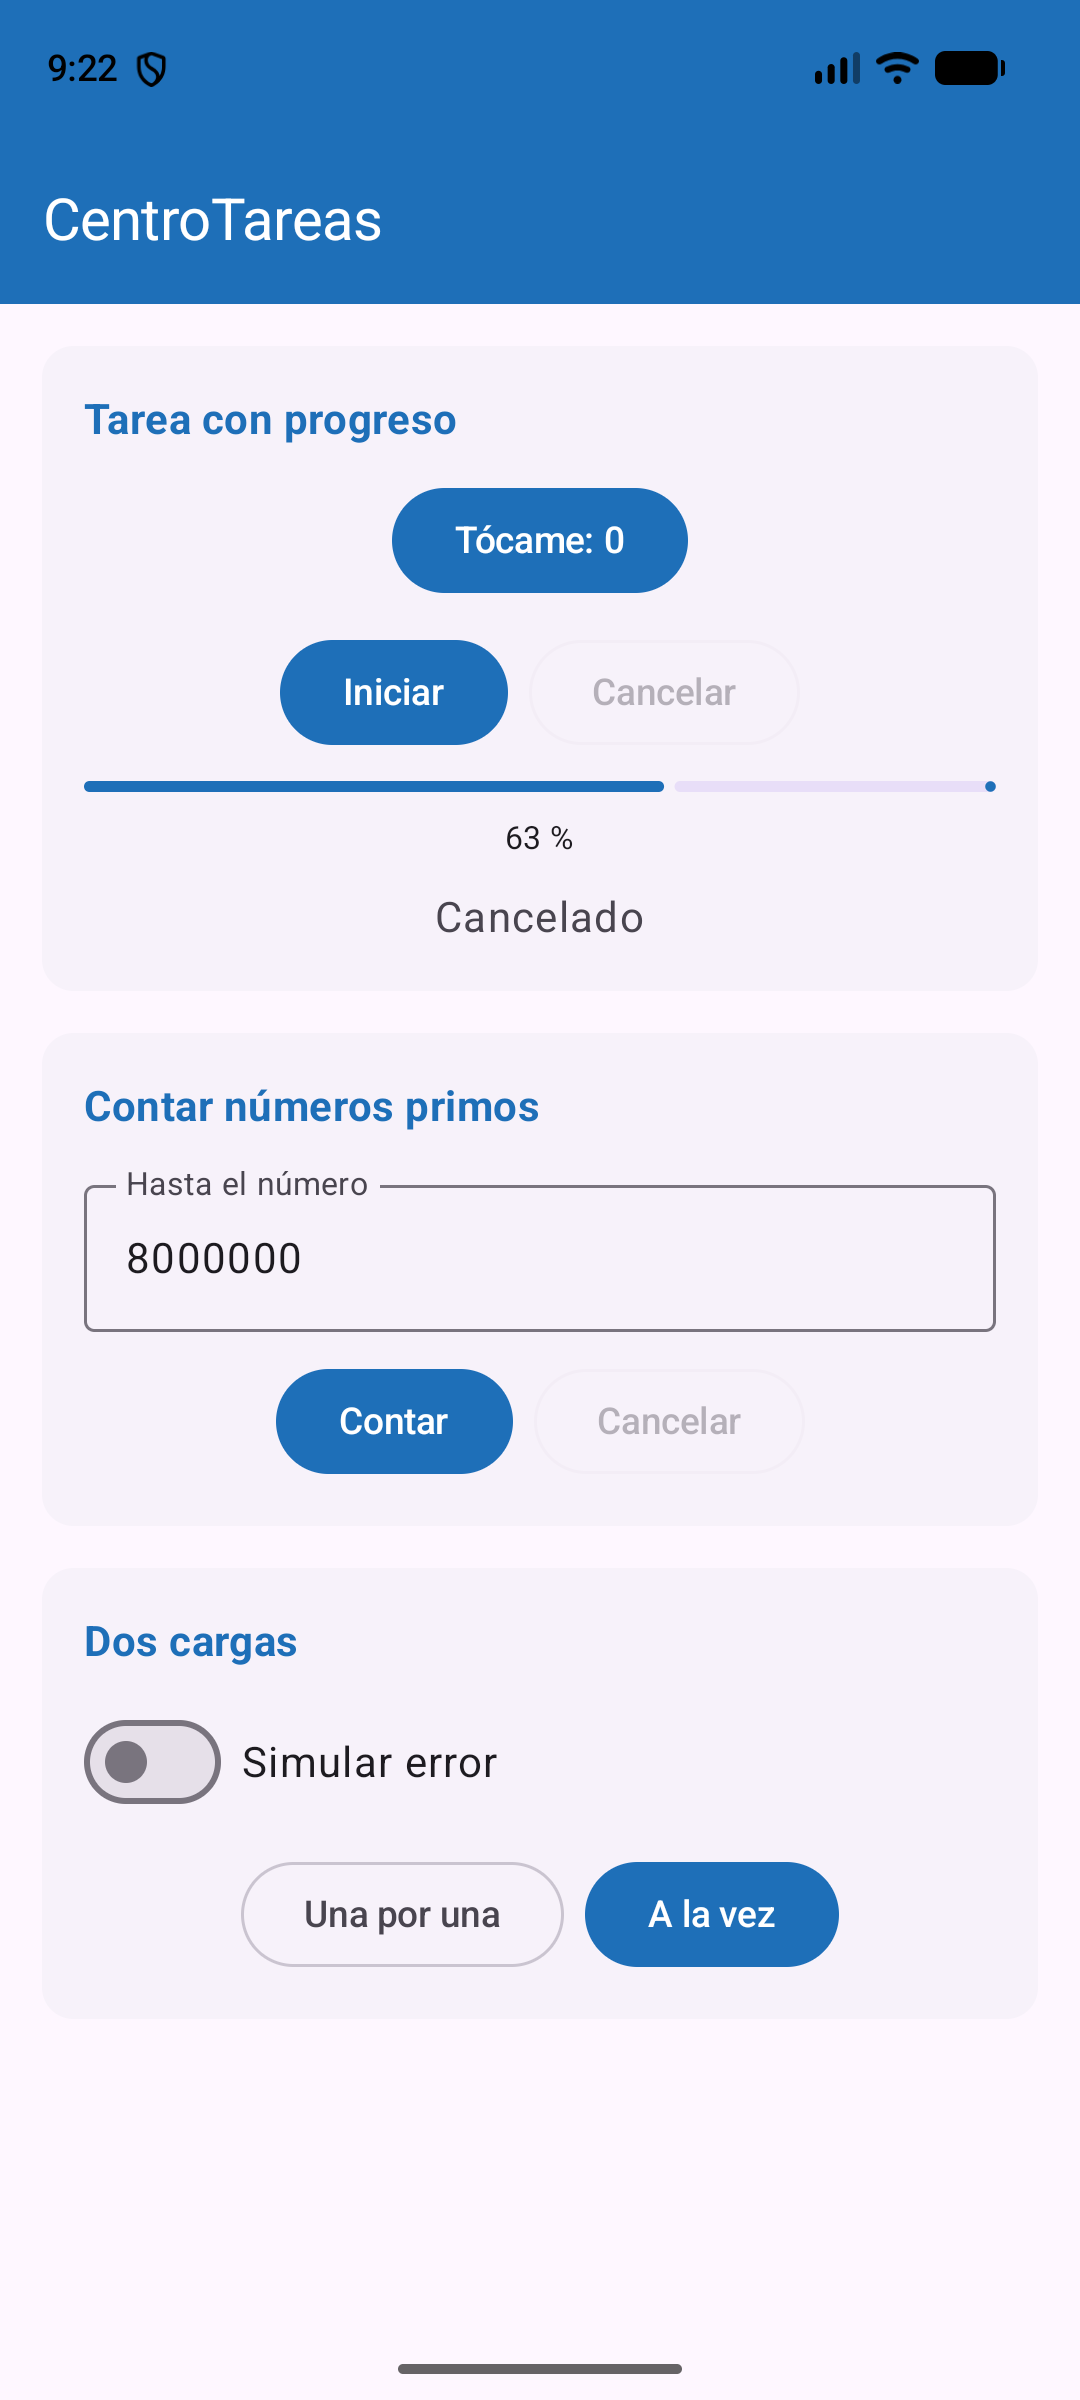 9:22
CentroTareas
Tarea con progreso
Tócame: 0
Iniciar
Cancelar
63 %
Cancelado
Contar números primos
Hasta el número
8000000
Contar
Cancelar
Dos cargas
Simular error
Una por una
A la vez